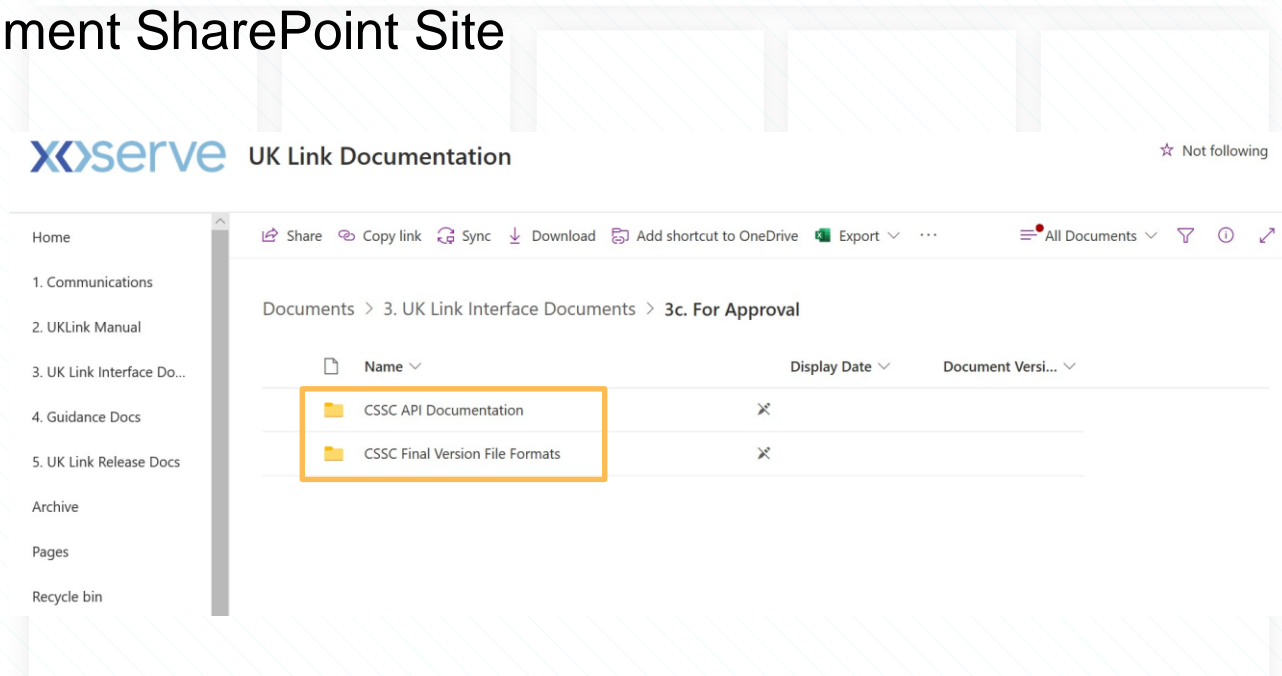 ment SharePoint Site
xoserve UK Link Documentation
Not following
Home
Share Copy link Sync Download Add shortcut to OneDrive Export ··· All Documents
1. Communications
Documents > 3. UK Link Interface Documents > 3c. For Approval
2. UKLink Manual
Name Display Date Document Versi...
3. UK Link Interface Do...
CSSC API Documentation
4. Guidance Docs
CSSC Final Version File Formats
5. UK Link Release Docs
Archive
Pages
Recycle bin